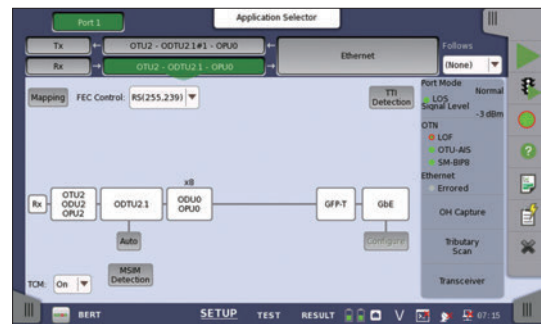 Port 1
Application Selector
Tx
OTU2 - ODTU2.1#1 - OPU0
Ethernet
Follows
Rx
OTU2 - ODTU2.1 - OPU0
(None)
Mapping
FEC Control:
RS(255,239)
TTI
Detection
Port Mode
Normal
LOS
Signal Level
-3 dBm
OTN
LOF
OTU-AIS
SM-BIP8
Ethernet
Errored
x8
Rx
OTU2
ODU2
OPU2
ODTU2.1
ODU0
OPU0
GFP-T
GbE
OH Capture
Auto
Configure
Tributary
Scan
TCM:
On
MSIM
Detection
Transceiver
BERT
SETUP
TEST
RESULT
V
07:15